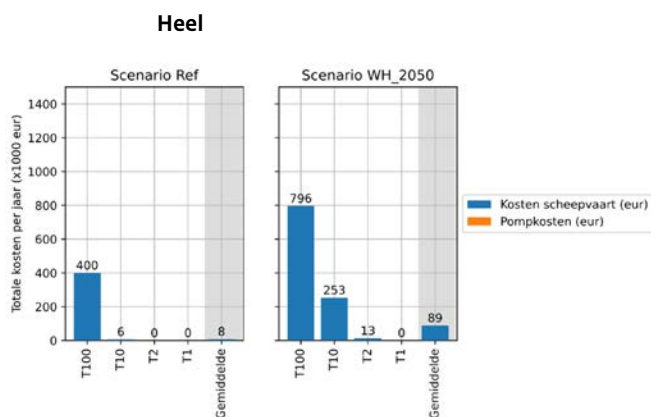 Heel
Scenario Ref
Scenario WH_2050
Totale kosten per jaar (x1000 eur)
1400
1200
1000
800
600
400
200
0
400
6
0
0
8
T100
T10
T2
T1
Gemiddelde
796
253
13
0
89
T100
T10
T2
T1
Gemiddelde
Kosten scheepvaart (eur)
Pompkosten (eur)